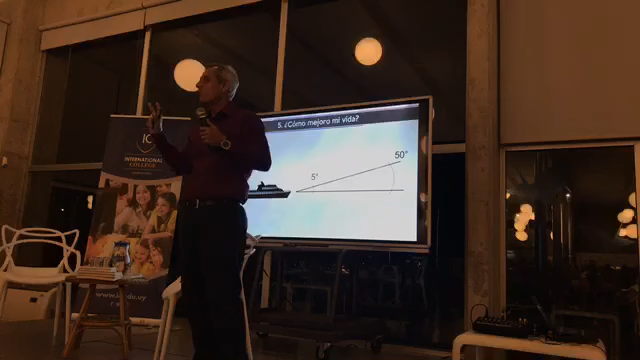 5. ¿Cómo mejoro mi vida?
50°
5°
IC
INTERNATIONAL
COLLEGE